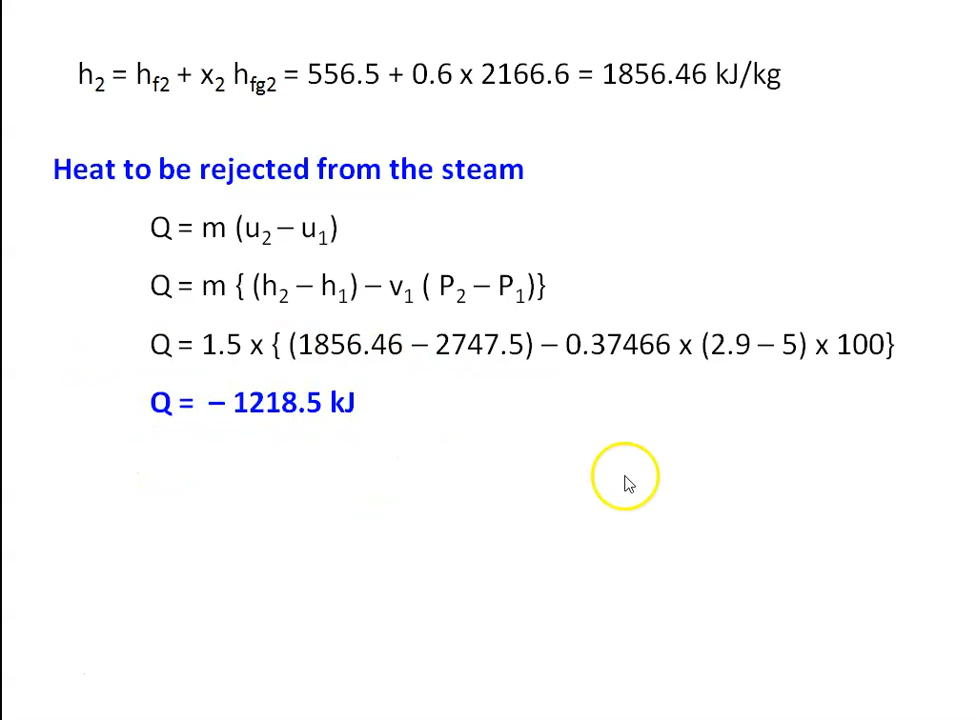 h₂ = h_f2 + x₂ h_fg2 = 556.5 + 0.6 x 2166.6 = 1856.46 kJ/kg
Heat to be rejected from the steam
Q = m (u₂ – u₁)
Q = m { (h₂ – h₁) – v₁ ( P₂ – P₁)}
Q = 1.5 x { (1856.46 – 2747.5) – 0.37466 x (2.9 – 5) x 100}
Q = – 1218.5 kJ